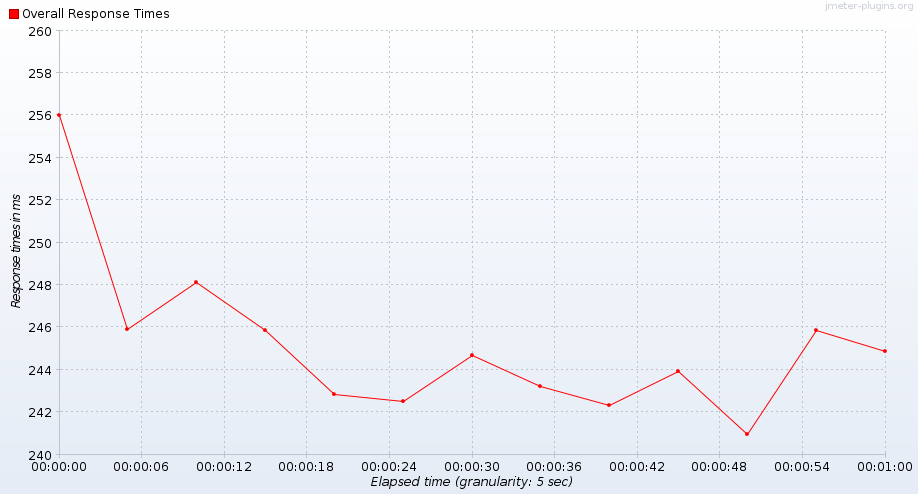 jmeter-plugins.org
Overall Response Times
260
258
256
254
252
250
248
246
244
242
240
Response times in ms
00:00:00 00:00:06 00:00:12 00:00:18 00:00:24 00:00:30 00:00:36 00:00:42 00:00:48 00:00:54 00:01:00
Elapsed time (granularity: 5 sec)